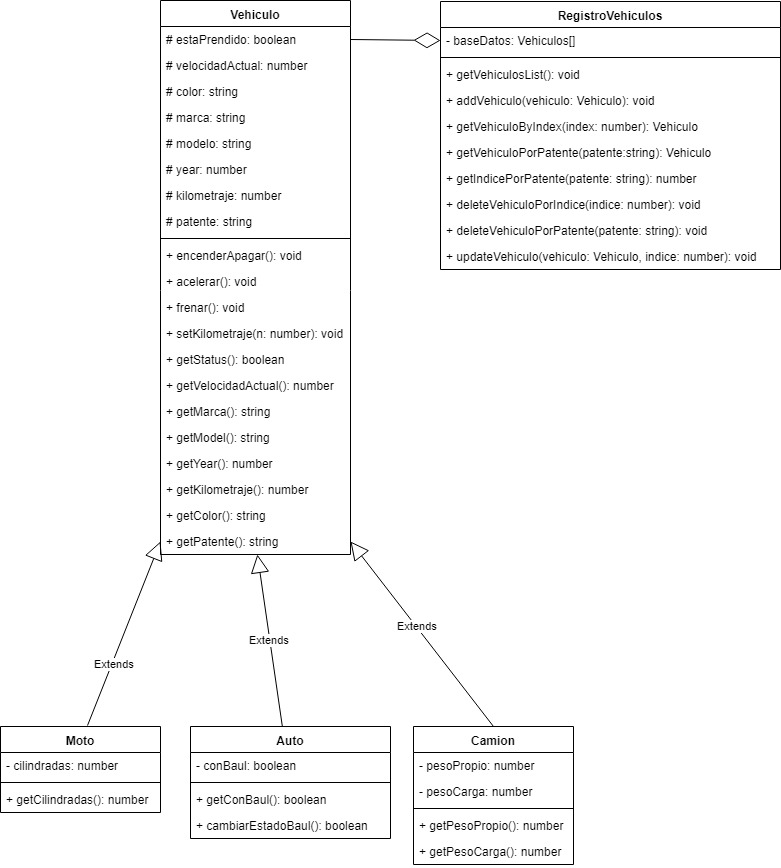 Vehiculo
# estaPrendido: boolean
# velocidadActual: number
# color: string
# marca: string
# modelo: string
# year: number
# kilometraje: number
# patente: string
+ encenderApagar(): void
+ acelerar(): void
+ frenar(): void
+ setKilometraje(n: number): void
+ getStatus(): boolean
+ getVelocidadActual(): number
+ getMarca(): string
+ getModel(): string
+ getYear(): number
+ getKilometraje(): number
+ getColor(): string
+ getPatente(): string
RegistroVehiculos
- baseDatos: Vehiculos[]
+ getVehiculosList(): void
+ addVehiculo(vehiculo: Vehiculo): void
+ getVehiculoByIndex(index: number): Vehiculo
+ getVehiculoPorPatente(patente:string): Vehiculo
+ getIndicePorPatente(patente: string): number
+ deleteVehiculoPorIndice(indice: number): void
+ deleteVehiculoPorPatente(patente: string): void
+ updateVehiculo(vehiculo: Vehiculo, indice: number): void
Extends
Extends
Extends
Moto
- cilindradas: number
+ getCilindradas(): number
Auto
- conBaul: boolean
+ getConBaul(): boolean
+ cambiarEstadoBaul(): boolean
Camion
- pesoPropio: number
- pesoCarga: number
+ getPesoPropio(): number
+ getPesoCarga(): number